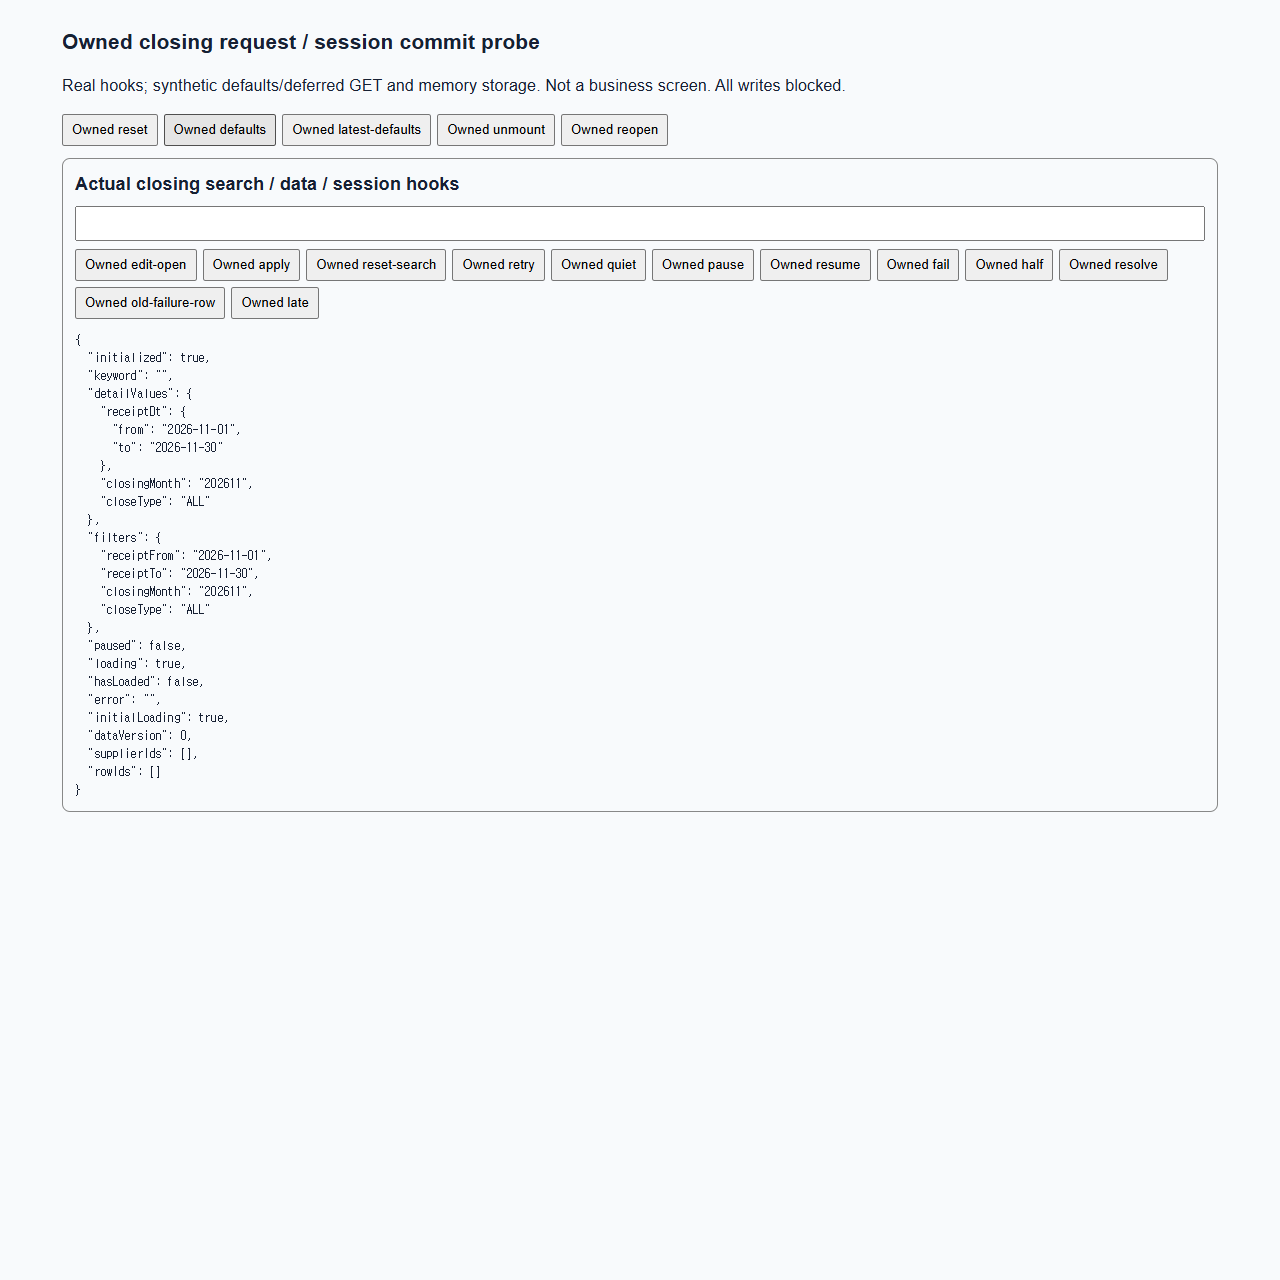 Owned closing request / session commit probe
Real hooks; synthetic defaults/deferred GET and memory storage. Not a business screen. All writes blocked.
Owned reset Owned defaults Owned latest-defaults Owned unmount Owned reopen
Actual closing search / data / session hooks
Owned edit-open Owned apply Owned reset-search Owned retry Owned quiet Owned pause Owned resume Owned fail Owned half Owned resolve
Owned old-failure-row Owned late
{
  "initialized": true,
  "keyword": "",
  "detailValues": {
    "receiptDt": {
      "from": "2026-11-01",
      "to": "2026-11-30"
    },
    "closingMonth": "202611",
    "closeType": "ALL"
  },
  "filters": {
    "receiptFrom": "2026-11-01",
    "receiptTo": "2026-11-30",
    "closingMonth": "202611",
    "closeType": "ALL"
  },
  "paused": false,
  "loading": true,
  "hasLoaded": false,
  "error": "",
  "initialLoading": true,
  "dataVersion": 0,
  "supplierIds": [],
  "rowIds": []
}